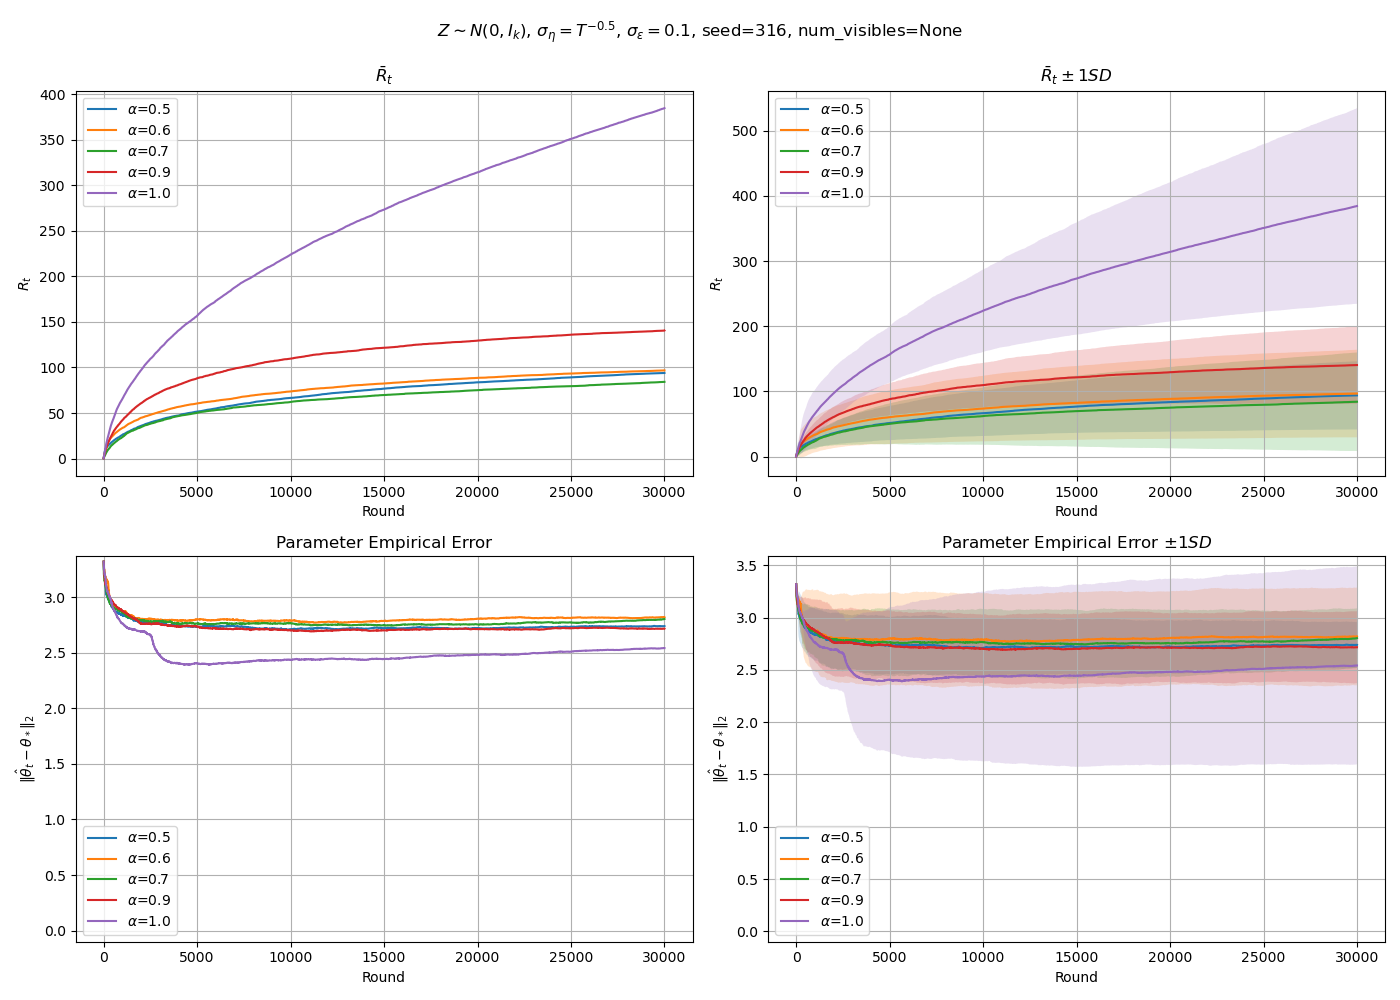 Z ∼ N(0, I_k), σ_η = T^{−0.5}, σ_ε = 0.1, seed=316, num_visibles=None
R̄_t
400
350
300
250
200
150
100
50
0
R_t
α=0.5
α=0.6
α=0.7
α=0.9
α=1.0
0 5000 10000 15000 20000 25000 30000
Round
R̄_t ± 1SD
500
400
300
200
100
0
R_t
α=0.5
α=0.6
α=0.7
α=0.9
α=1.0
0 5000 10000 15000 20000 25000 30000
Round
Parameter Empirical Error
3.0
2.5
2.0
1.5
1.0
0.5
0.0
‖θ̂_t − θ_*‖_2
α=0.5
α=0.6
α=0.7
α=0.9
α=1.0
0 5000 10000 15000 20000 25000 30000
Round
Parameter Empirical Error ±1SD
3.5
3.0
2.5
2.0
1.5
1.0
0.5
0.0
‖θ̂_t − θ_*‖_2
α=0.5
α=0.6
α=0.7
α=0.9
α=1.0
0 5000 10000 15000 20000 25000 30000
Round